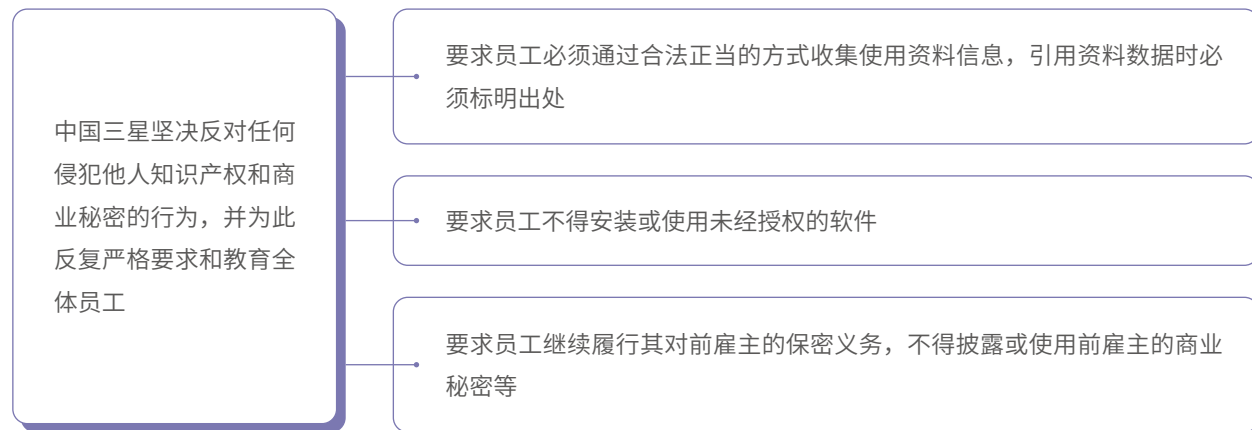 中国三星坚决反对任何
侵犯他人知识产权和商
业秘密的行为，并为此
反复严格要求和教育全
体员工
要求员工必须通过合法正当的方式收集使用资料信息，引用资料数据时必
须标明出处
要求员工不得安装或使用未经授权的软件
要求员工继续履行其对前雇主的保密义务，不得披露或使用前雇主的商业
秘密等